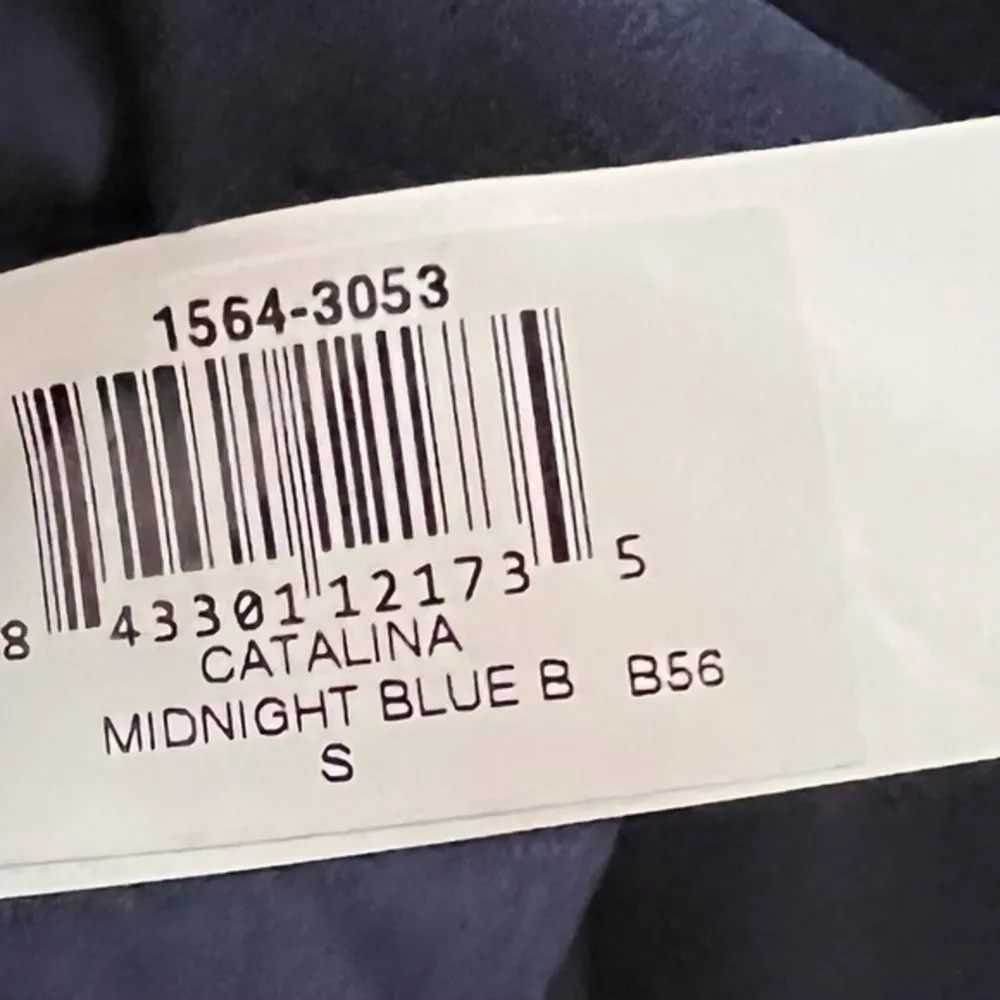 1564-3053
8 43301 12173 5
CATALINA
MIDNIGHT BLUE B B56
S